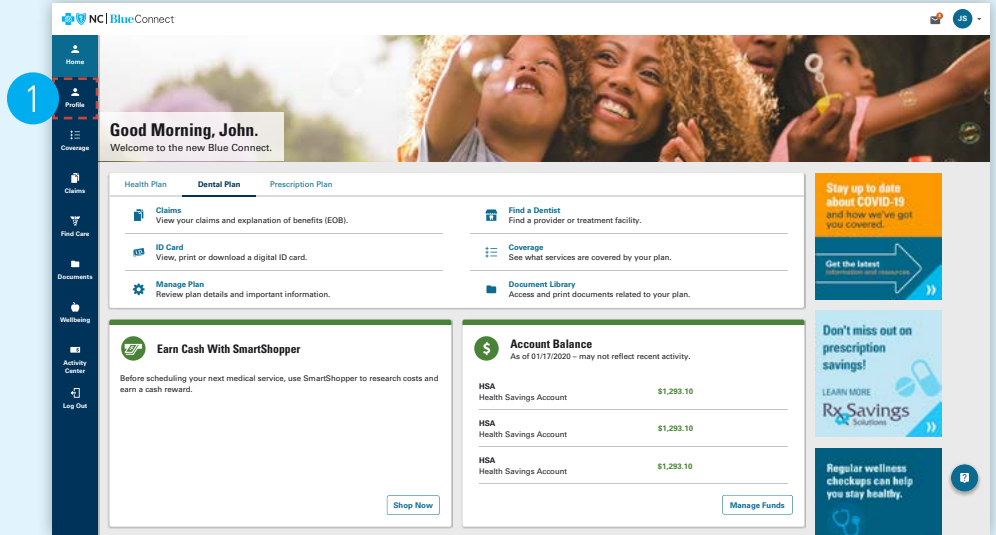 NC BlueConnect
2
JS
Home
1
Profile
Coverage
Claims
Find Care
Documents
Wellbeing
Activity
Center
Log Out
Good Morning, John.
Welcome to the new Blue Connect.
Health Plan Dental Plan Prescription Plan
Claims
View your claims and explanation of benefits (EOB).
ID Card
View, print or download a digital ID card.
Manage Plan
Review plan details and important information.
Find a Dentist
Find a provider or treatment facility.
Coverage
See what services are covered by your plan.
Document Library
Access and print documents related to your plan.
Earn Cash With SmartShopper
Before scheduling your next medical service, use SmartShopper to research costs and
earn a cash reward.
Shop Now
Account Balance
As of 01/17/2020 – may not reflect recent activity.
HSA
Health Savings Account $1,293.10
HSA
Health Savings Account $1,293.10
HSA
Health Savings Account $1,293.10
Manage Funds
Stay up to date
about COVID-19
and how we've got
you covered.
Get the latest
information and resources
Don't miss out on
prescription
savings!
LEARN MORE
Rx Savings
Solutions
Regular wellness
checkups can help
you stay healthy.